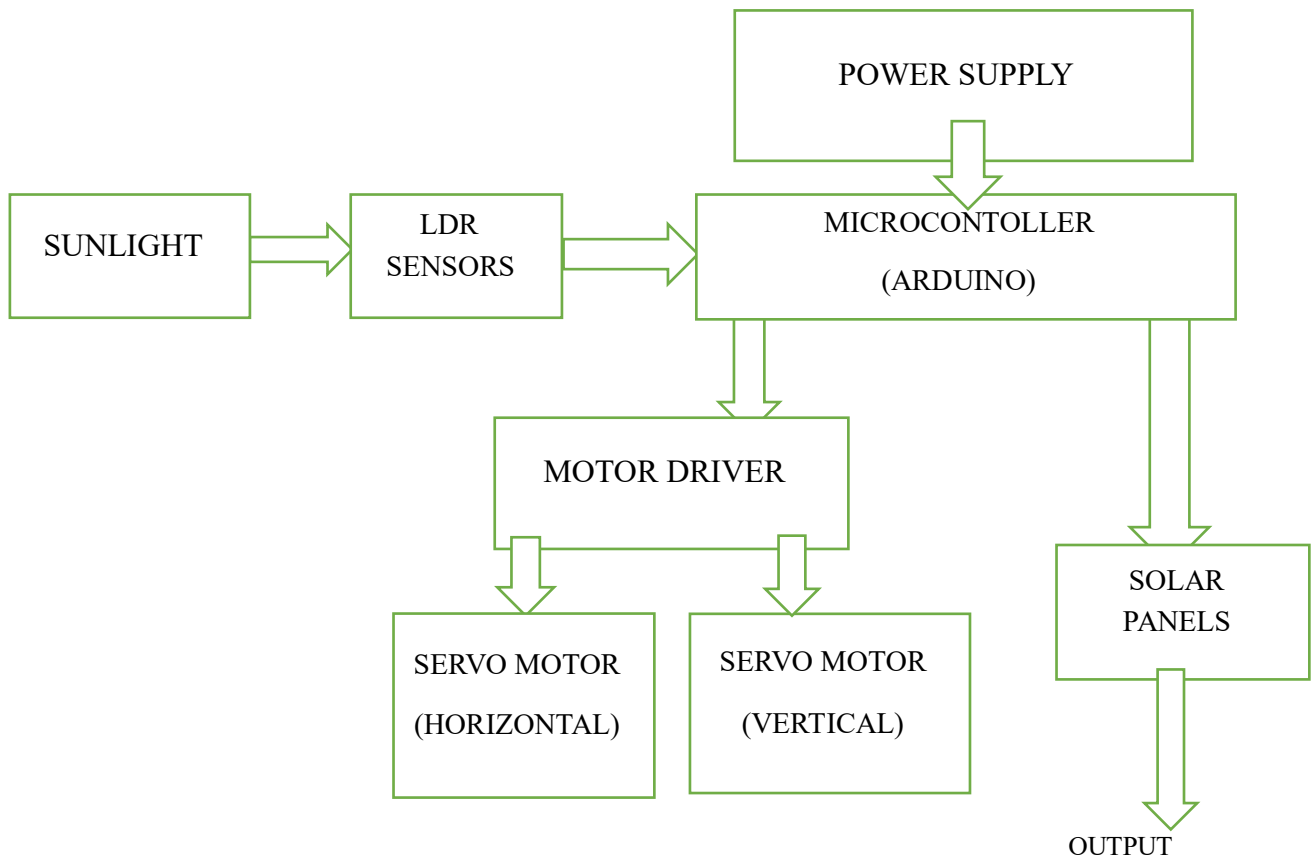 POWER SUPPLY
SUNLIGHT
LDR
SENSORS
MICROCONTOLLER
(ARDUINO)
MOTOR DRIVER
SOLAR
PANELS
SERVO MOTOR
(HORIZONTAL)
SERVO MOTOR
(VERTICAL)
OUTPUT